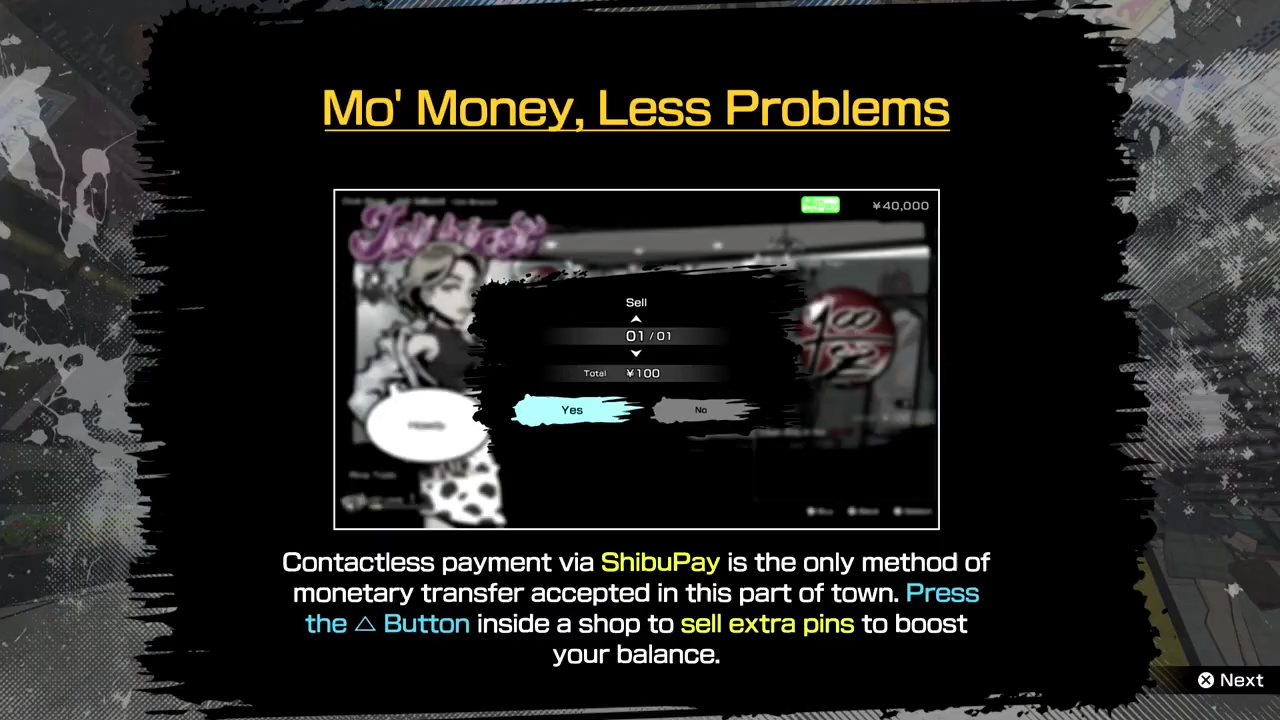 Mo' Money, Less Problems
¥40,000
Sell
01 / 01
Total ¥100
Yes No
Contactless payment via ShibuPay is the only method of
monetary transfer accepted in this part of town. Press
the △ Button inside a shop to sell extra pins to boost
your balance.
Next